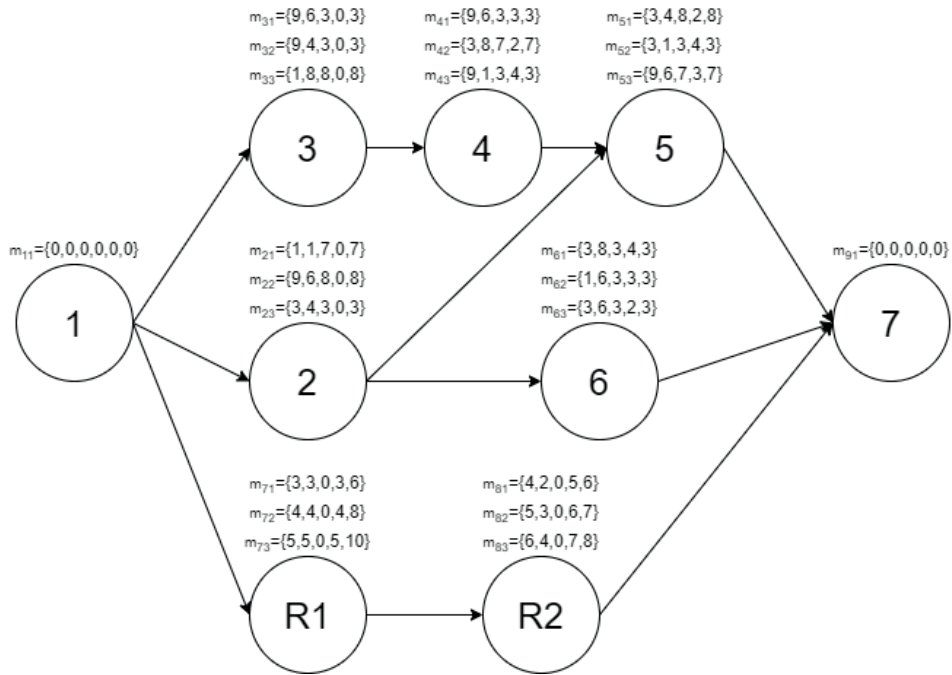 m31={9,6,3,0,3}
m32={9,4,3,0,3}
m33={1,8,8,0,8}
m41={9,6,3,3,3}
m42={3,8,7,2,7}
m43={9,1,3,4,3}
m51={3,4,8,2,8}
m52={3,1,3,4,3}
m53={9,6,7,3,7}
3
4
5
m11={0,0,0,0,0,0}
1
m21={1,1,7,0,7}
m22={9,6,8,0,8}
m23={3,4,3,0,3}
2
m61={3,8,3,4,3}
m62={1,6,3,3,3}
m63={3,6,3,2,3}
6
m91={0,0,0,0,0}
7
m71={3,3,0,3,6}
m72={4,4,0,4,8}
m73={5,5,0,5,10}
R1
m81={4,2,0,5,6}
m82={5,3,0,6,7}
m83={6,4,0,7,8}
R2